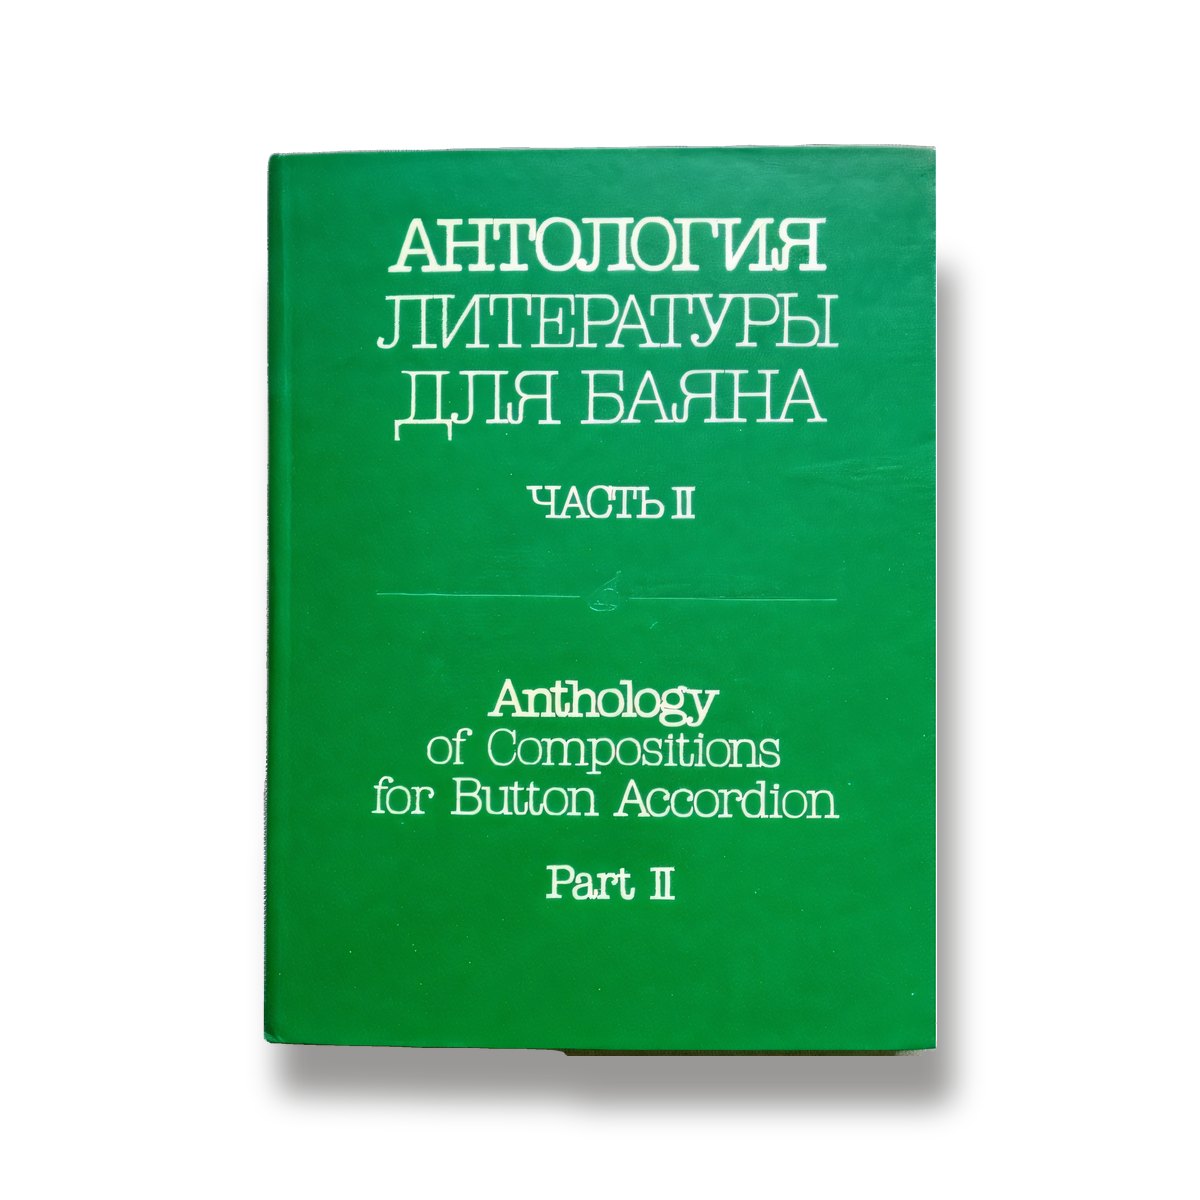 АНТОЛОГИЯ
ЛИТЕРАТУРЫ
ДЛЯ БАЯНА
ЧАСТЬ II
Anthology
of Compositions
for Button Accordion
Part II